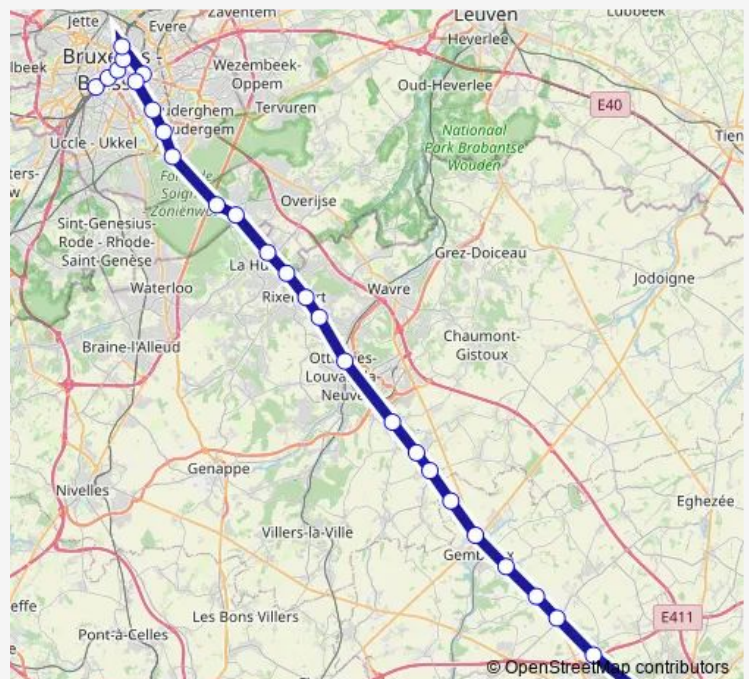 Jette
Evere
Zaventem
Leuven
Lubbeek
Heverlee
Wezembeek-
Oppem
Oud-Heverlee
E40
Tervuren
Nationaal
Park Brabantse
Wouden
Uccle - Ukkel
Overijse
Sint-Genesius-
Rode - Rhode-
Saint-Genèse
Grez-Doiceau
Waterloo
Wavre
Jodoigne
Braine-l'Alleud
Chaumont-
Gistoux
Genappe
Nivelles
Eghezée
Villers-la-Ville
Les Bons Villers
E411
Pont-à-Celles
© OpenStreetMap contributors